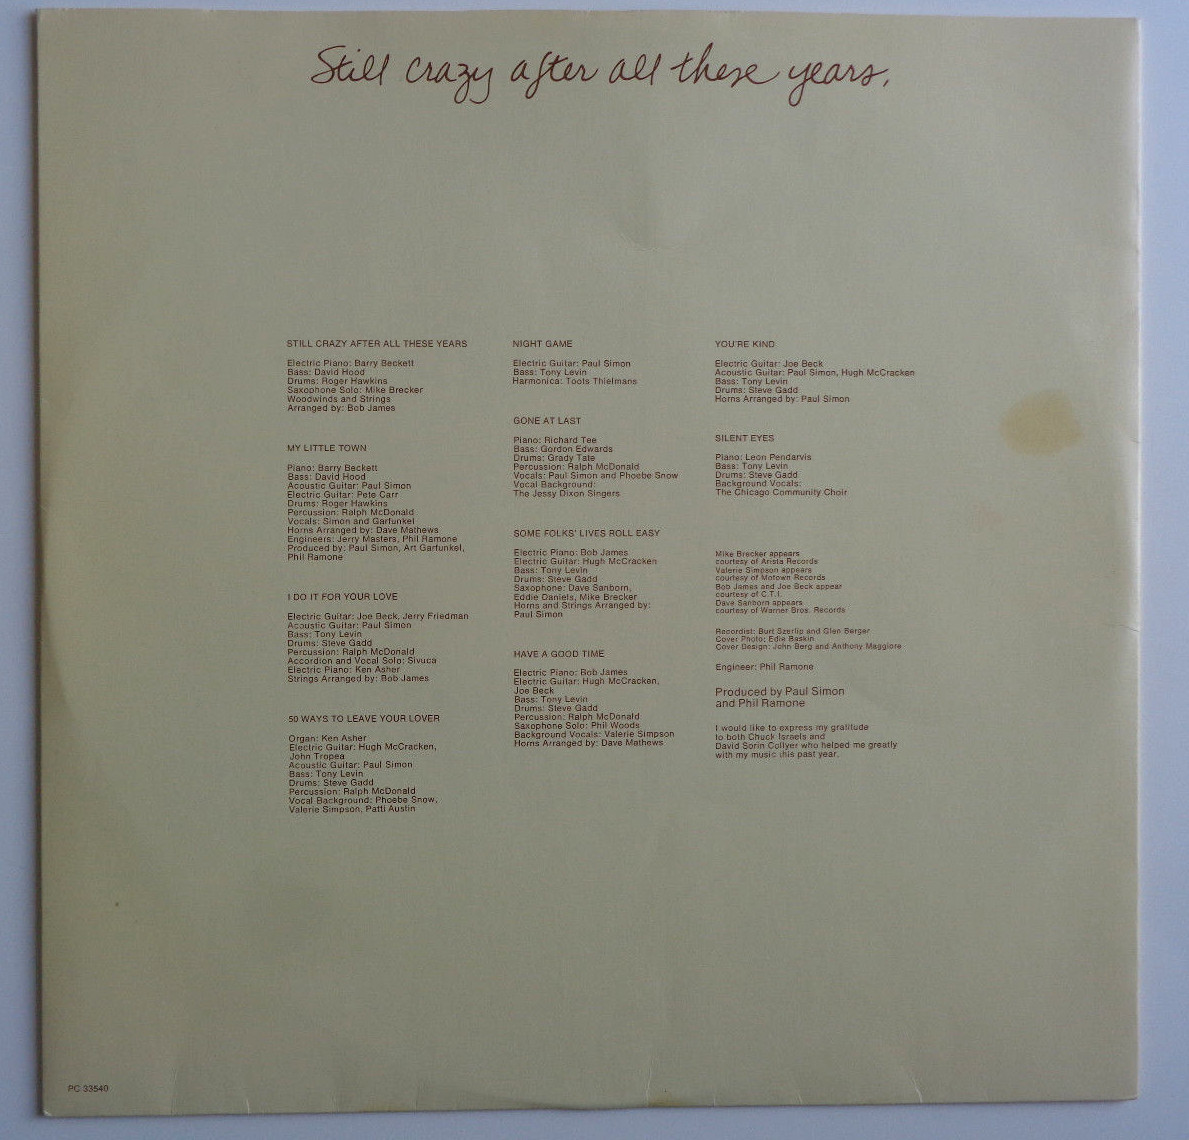 Still crazy after all these years.
STILL CRAZY AFTER ALL THESE YEARS
Electric Piano: Barry Beckett
Bass: David Hood
Drums: Roger Hawkins
Saxophone Solo: Mike Brecker
Woodwinds and Strings
Arranged by: Bob James
MY LITTLE TOWN
Piano: Barry Beckett
Bass: David Hood
Acoustic Guitar: Paul Simon
Electric Guitar: Pete Carr
Drums: Roger Hawkins
Percussion: Ralph McDonald
Vocals: Simon and Garfunkel
Horns Arranged by: Dave Mathews
Engineers: Jerry Masters, Phil Ramone
Produced by: Paul Simon, Art Garfunkel,
Phil Ramone
I DO IT FOR YOUR LOVE
Electric Guitar: Joe Beck, Jerry Friedman
Acoustic Guitar: Paul Simon
Bass: Tony Levin
Drums: Steve Gadd
Percussion: Ralph McDonald
Accordion and Vocal Solo: Sivuca
Electric Piano: Ken Asher
Strings Arranged by: Bob James
50 WAYS TO LEAVE YOUR LOVER
Organ: Ken Asher
Electric Guitar: Hugh McCracken,
John Tropea
Acoustic Guitar: Paul Simon
Bass: Tony Levin
Drums: Steve Gadd
Percussion: Ralph McDonald
Vocal Background: Phoebe Snow,
Valerie Simpson, Patti Austin
NIGHT GAME
Electric Guitar: Paul Simon
Bass: Tony Levin
Harmonica: Toots Thielmans
GONE AT LAST
Piano: Richard Tee
Bass: Gordon Edwards
Drums: Grady Tate
Percussion: Ralph McDonald
Vocals: Paul Simon and Phoebe Snow
Vocal Background:
The Jessy Dixon Singers
SOME FOLKS' LIVES ROLL EASY
Electric Piano: Bob James
Electric Guitar: Hugh McCracken
Bass: Tony Levin
Drums: Steve Gadd
Saxophone: Dave Sanborn,
Eddie Daniels, Mike Brecker
Horns and Strings Arranged by:
Paul Simon
HAVE A GOOD TIME
Electric Piano: Bob James
Electric Guitar: Hugh McCracken,
Joe Beck
Bass: Tony Levin
Drums: Steve Gadd
Percussion: Ralph McDonald
Saxophone Solo: Phil Woods
Background Vocals: Valerie Simpson
Horns Arranged by: Dave Mathews
YOU'RE KIND
Electric Guitar: Joe Beck
Acoustic Guitar: Paul Simon, Hugh McCracken
Bass: Tony Levin
Drums: Steve Gadd
Horns Arranged by: Paul Simon
SILENT EYES
Piano: Leon Pendarvis
Bass: Tony Levin
Drums: Steve Gadd
Background Vocals:
The Chicago Community Choir
Mike Brecker appears
courtesy of Arista Records
Valerie Simpson appears
courtesy of Motown Records
Bob James and Joe Beck appear
courtesy of C.T.I.
Dave Sanborn appears
courtesy of Warner Bros. Records
Recordist: Burt Szerlip and Glen Berger
Cover Photo: Edie Baskin
Cover Design: John Berg and Anthony Maggiore
Engineer: Phil Ramone
Produced by Paul Simon
and Phil Ramone
I would like to express my gratitude
to both Chuck Israels and
David Sorin Collyer who helped me greatly
with my music this past year.
PC 33540